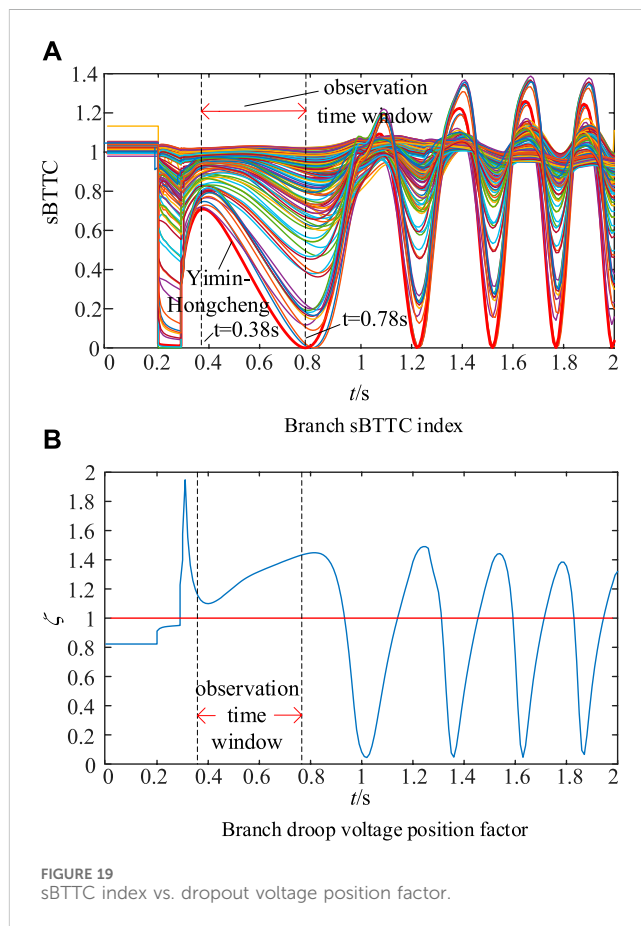 A
1.4
1.2
1
0.8
0.6
0.4
0.2
0
sBTTC
observation
time window
Yimin-
Hongcheng
t=0.38s
t=0.78s
0 0.2 0.4 0.6 0.8 1 1.2 1.4 1.6 1.8 2
t/s
Branch sBTTC index
B
2
1.8
1.6
1.4
1.2
1
0.8
0.6
0.4
0.2
0
ζ
observation
time
window
0 0.2 0.4 0.6 0.8 1 1.2 1.4 1.6 1.8 2
t/s
Branch droop voltage position factor
FIGURE 19
sBTTC index vs. dropout voltage position factor.